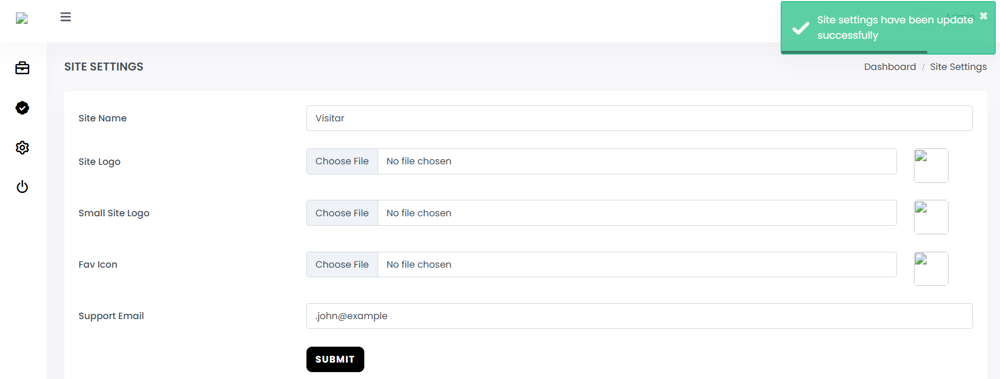 Admin
Site settings have been update
successfully
SITE SETTINGS
Dashboard / Site Settings
Site Name
Visitar
Site Logo
Choose File No file chosen
Small Site Logo
Choose File No file chosen
Fav Icon
Choose File No file chosen
Support Email
.john@example
SUBMIT